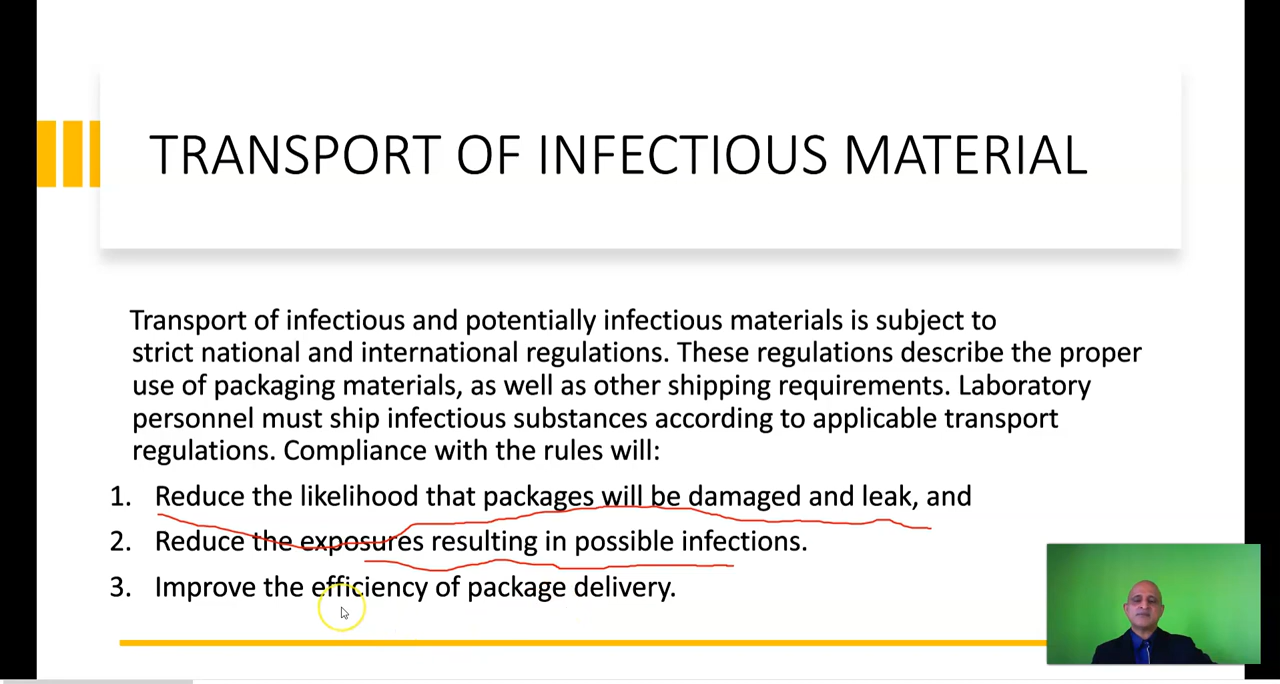 TRANSPORT OF INFECTIOUS MATERIAL
Transport of infectious and potentially infectious materials is subject to
strict national and international regulations. These regulations describe the proper
use of packaging materials, as well as other shipping requirements. Laboratory
personnel must ship infectious substances according to applicable transport
regulations. Compliance with the rules will:
1. Reduce the likelihood that packages will be damaged and leak, and
2. Reduce the exposures resulting in possible infections.
3. Improve the efficiency of package delivery.